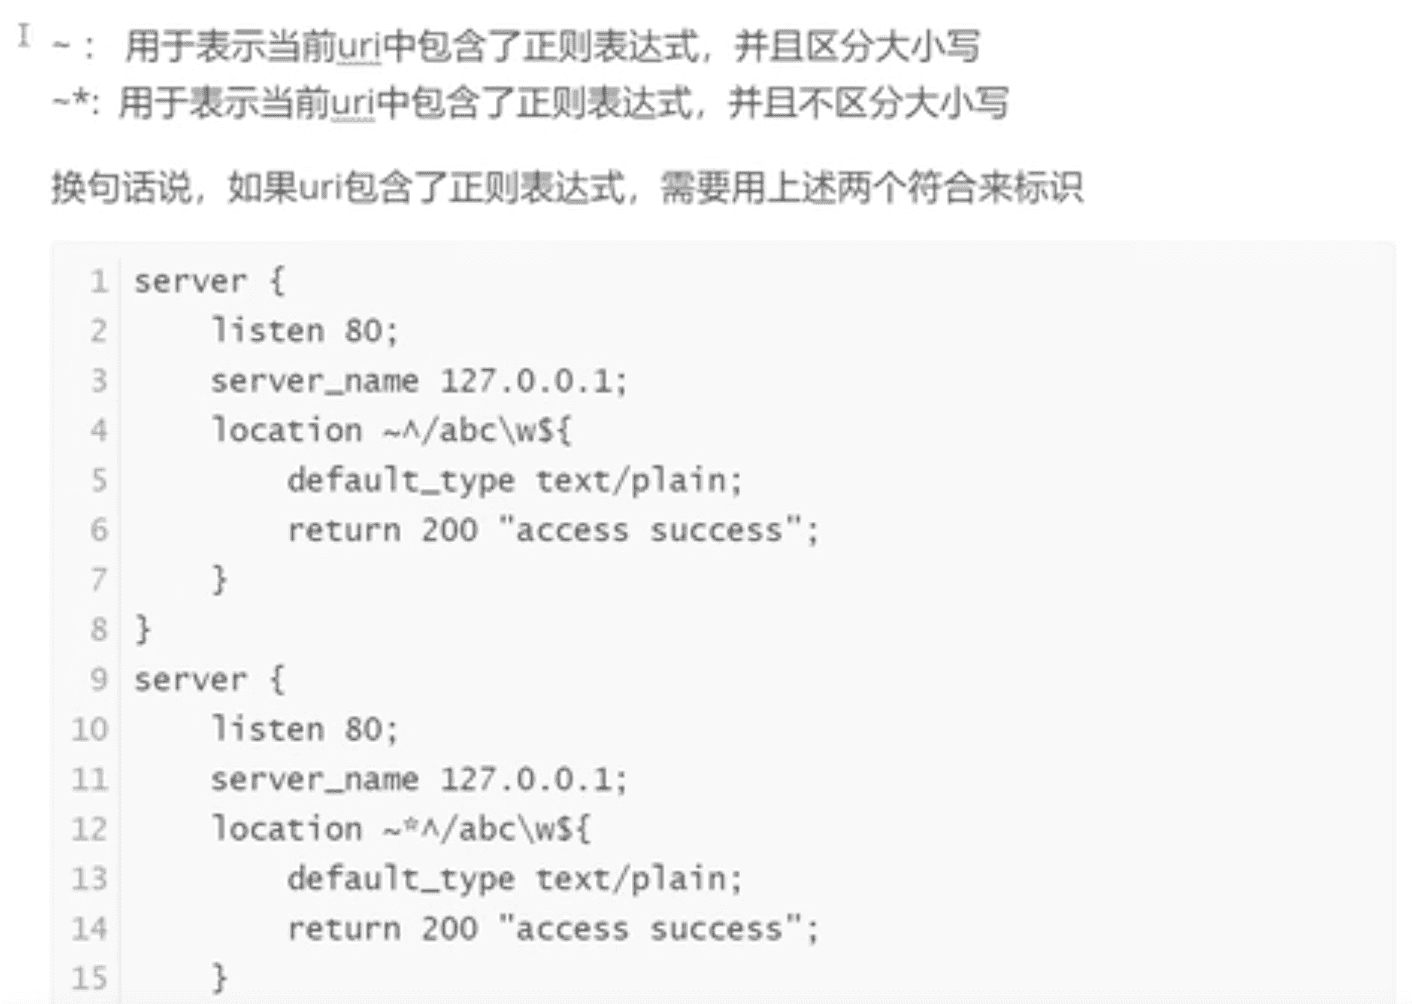 ~ :  用于表示当前uri中包含了正则表达式，并且区分大小写
~*: 用于表示当前uri中包含了正则表达式，并且不区分大小写
换句话说，如果uri包含了正则表达式，需要用上述两个符合来标识
1 server {
2     listen 80;
3     server_name 127.0.0.1;
4     location ~^/abc\w${
5         default_type text/plain;
6         return 200 "access success";
7     }
8 }
9 server {
10     listen 80;
11     server_name 127.0.0.1;
12     location ~*^/abc\w${
13         default_type text/plain;
14         return 200 "access success";
15     }